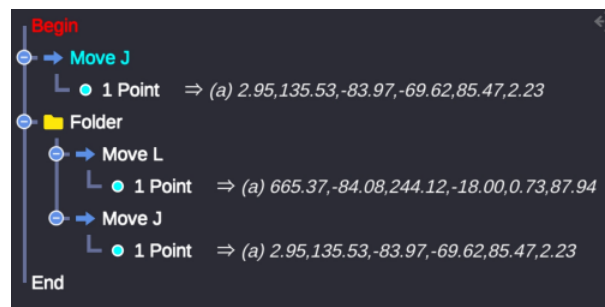 Begin
Move J
1 Point ⇒ (a) 2.95,135.53,-83.97,-69.62,85.47,2.23
Folder
Move L
1 Point ⇒ (a) 665.37,-84.08,244.12,-18.00,0.73,87.94
Move J
1 Point ⇒ (a) 2.95,135.53,-83.97,-69.62,85.47,2.23
End